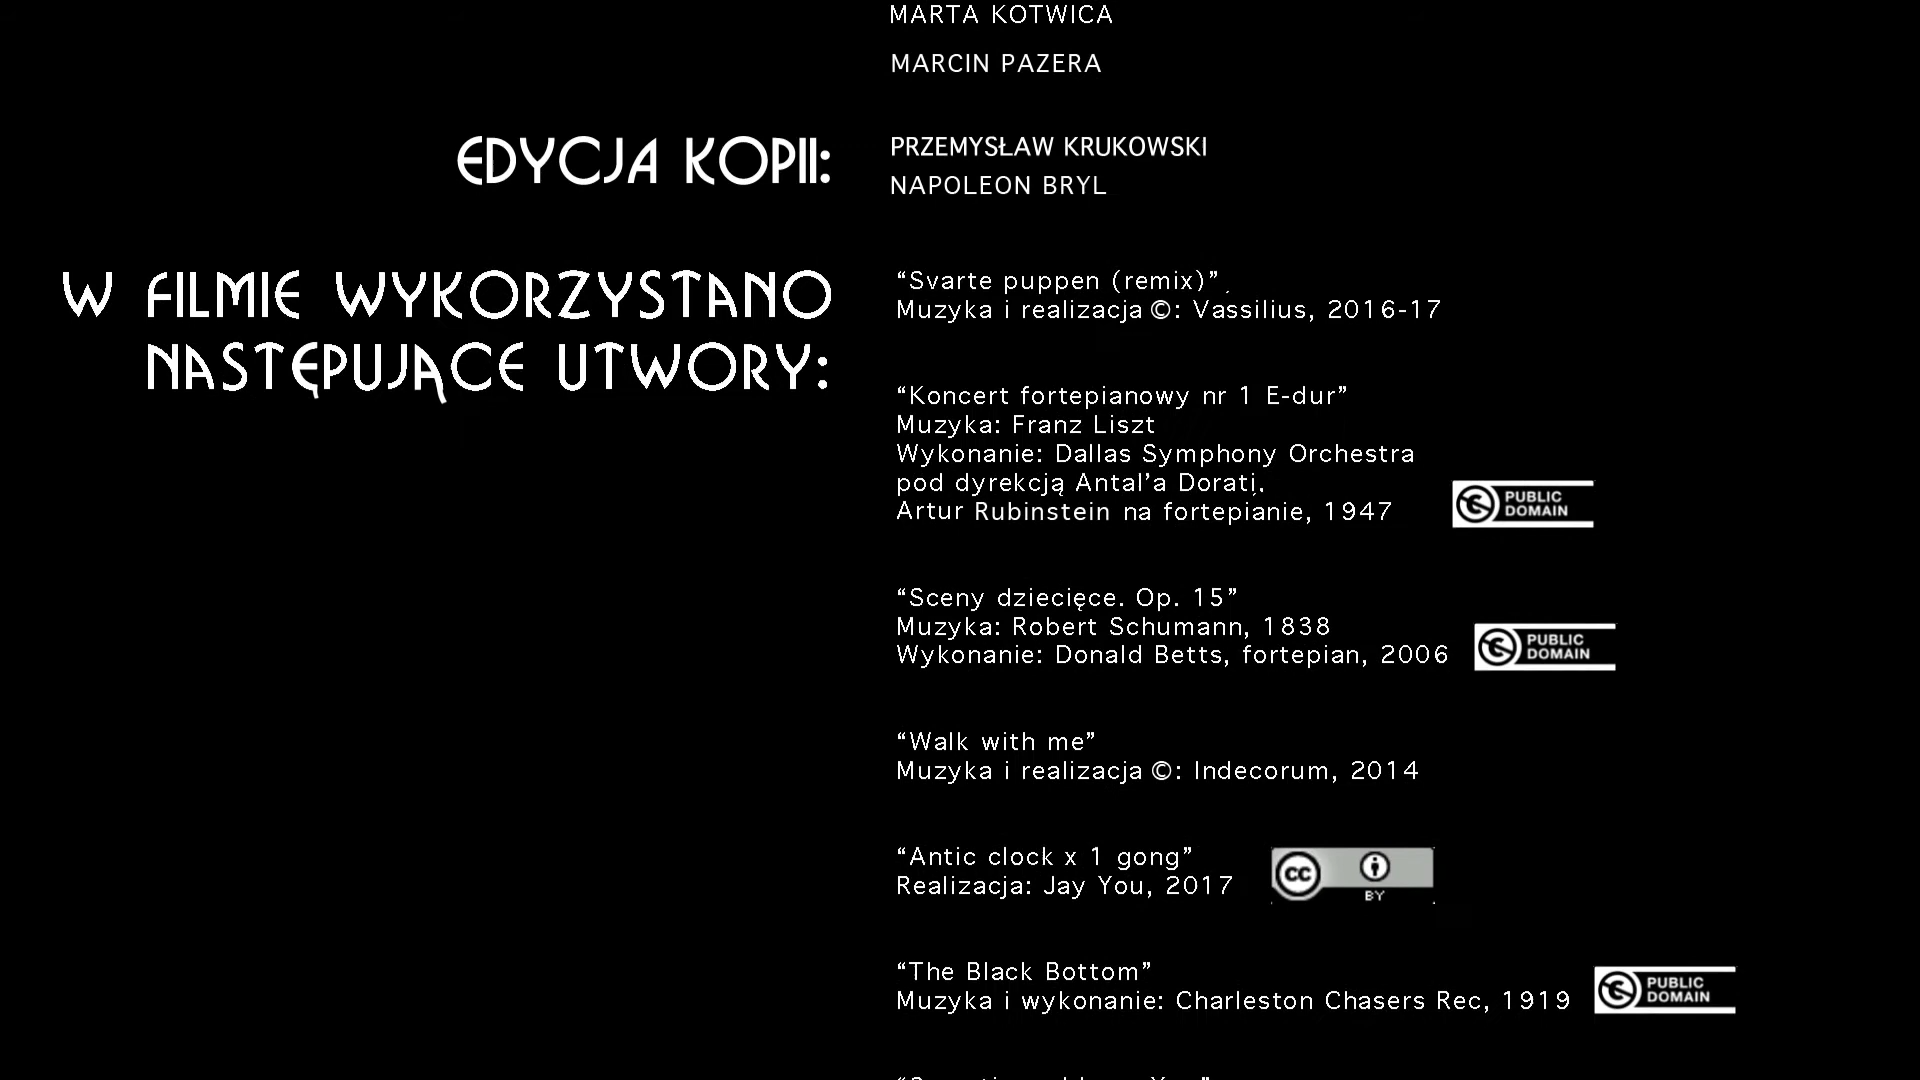 MARTA KOTWICA
MARCIN PAZERA
EDYCJA KOPII:
PRZEMYSŁAW KRUKOWSKI
NAPOLEON BRYL
W FILMIE WYKORZYSTANO
NASTĘPUJĄCE UTWORY:
“Svarte puppen (remix)”
Muzyka i realizacja ©: Vassilius, 2016-17
“Koncert fortepianowy nr 1 E-dur”
Muzyka: Franz Liszt
Wykonanie: Dallas Symphony Orchestra
pod dyrekcją Antal’a Dorati.
Artur Rubinstein na fortepianie, 1947
PUBLIC
DOMAIN
“Sceny dziecięce. Op. 15”
Muzyka: Robert Schumann, 1838
Wykonanie: Donald Betts, fortepian, 2006
PUBLIC
DOMAIN
“Walk with me”
Muzyka i realizacja ©: Indecorum, 2014
“Antic clock x 1 gong”
Realizacja: Jay You, 2017
cc
BY
“The Black Bottom”
Muzyka i wykonanie: Charleston Chasers Rec, 1919
PUBLIC
DOMAIN